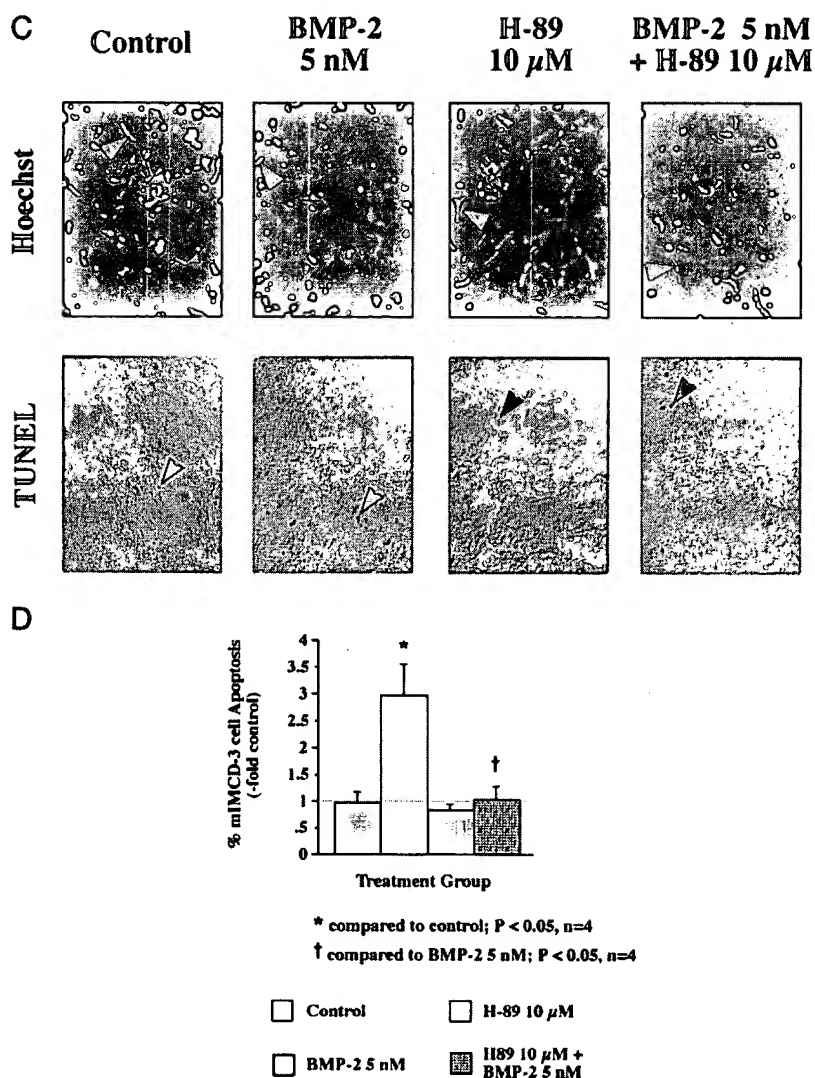 C
Control
BMP-2
5 nM
H-89
10 μM
BMP-2 5 nM
+ H-89 10 μM
Hoechst
TUNEL
D
% mIMCD-3 cell Apoptosis
(-fold control)
4
3.5
3
2.5
2
1.5
1
.5
0
*
†
Treatment Group
* compared to control; P < 0.05, n=4
† compared to BMP-2 5 nM; P < 0.05, n=4
Control
H-89 10 μM
BMP-2 5 nM
H89 10 μM +
BMP-2 5 nM